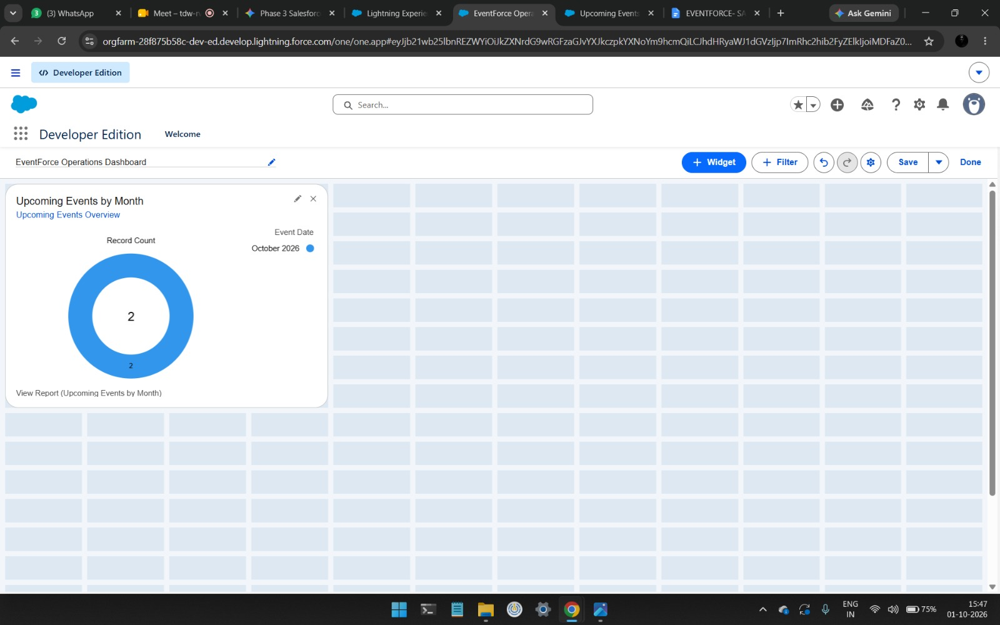 3
(3) WhatsApp
Meet – tdw-r
Phase 3 Salesforc
Lightning Experie
EventForce Opera
Upcoming Events
EVENTFORCE- SA
Ask Gemini
orgfarm-28f875b58c-dev-ed.develop.lightning.force.com/one/one.app#eyJjb21wb25lbnREZWYiOiJkZXNrdG9wRGFzaGJvYXJkczpkYXNoYm9hcmQiLCJhdHRyaWJ1dGVzIjp7ImRhc2hib2FyZElkIjoiMDFaZ0...
Developer Edition
Search...
Developer Edition
Welcome
EventForce Operations Dashboard
+ Widget
+ Filter
Save
Done
Upcoming Events by Month
Upcoming Events Overview
Event Date
Record Count
October 2026
2
2
View Report (Upcoming Events by Month)
ENG
IN
75%
15:47
01-10-2026